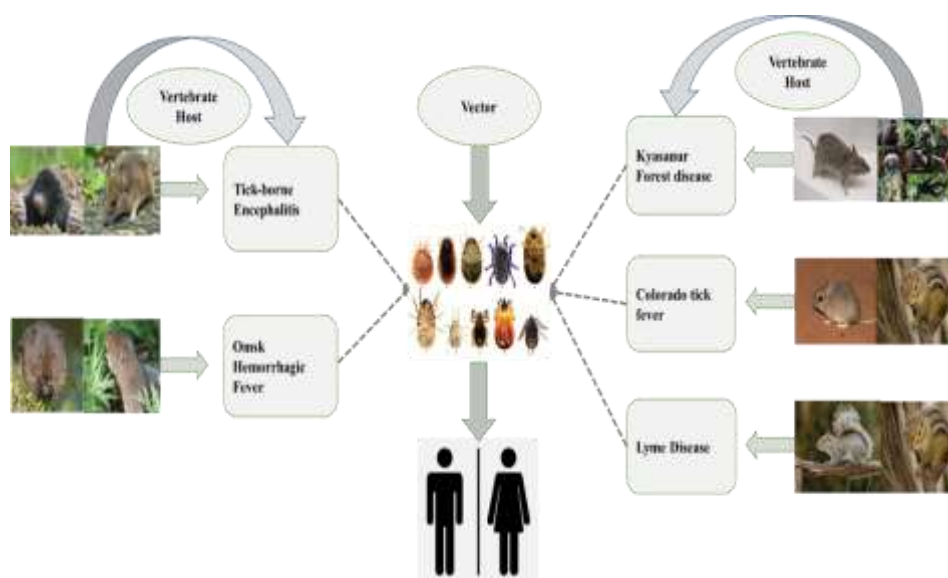 Vertebrate
Host
Vector
Vertebrate
Host
Tick-borne
Encephalitis
Kyasanur
Forest disease
Omsk
Hemorrhagic
Fever
Colorado tick
fever
Lyme Disease